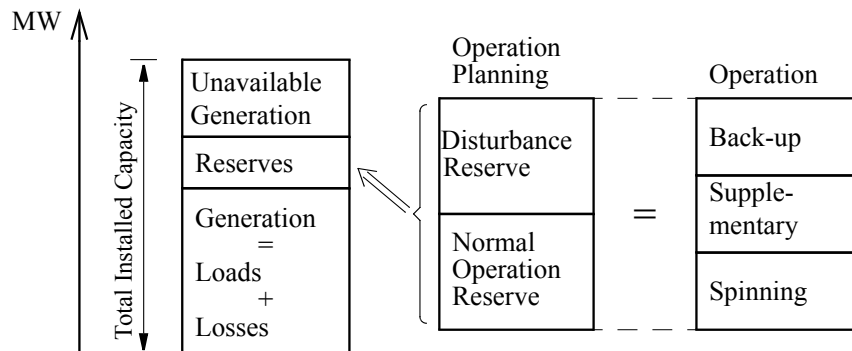 MW
Total Installed Capacity
Unavailable
Generation
Reserves
Generation
=
Loads
+
Losses
Operation
Planning
Disturbance
Reserve
Normal
Operation
Reserve
=
Operation
Back-up
Supple-
mentary
Spinning